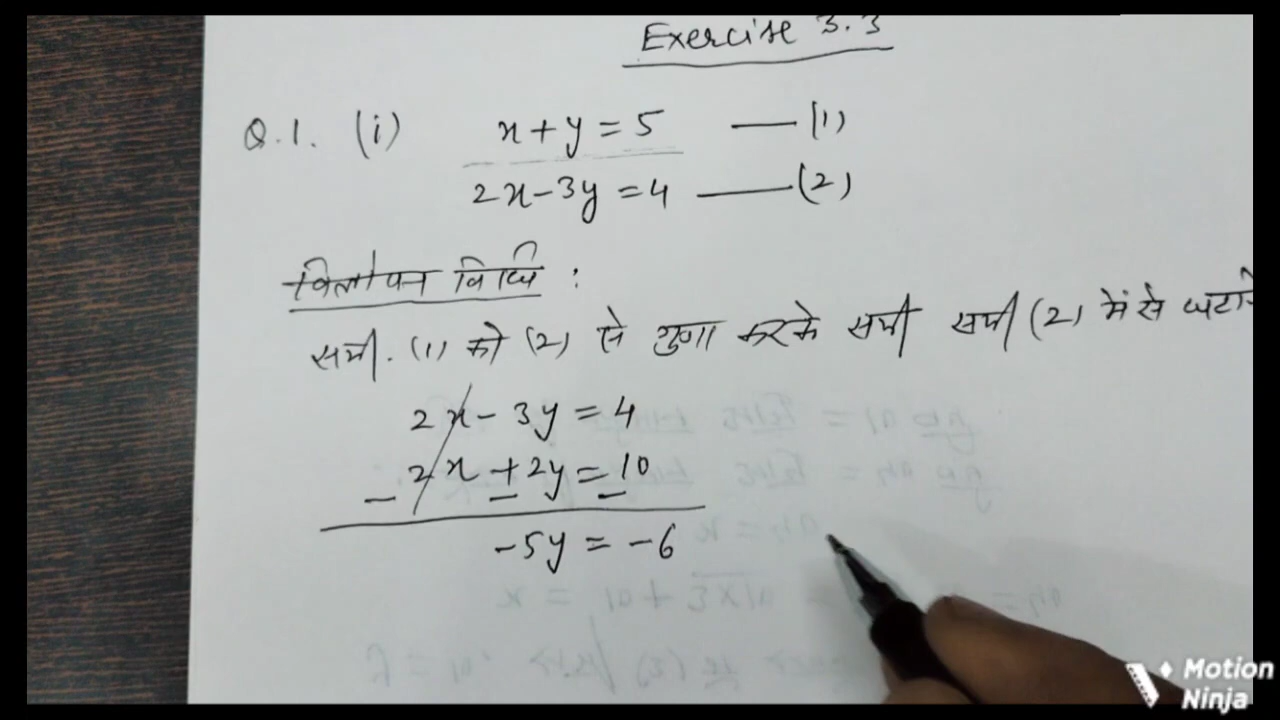 Exercise 3.3
Q.1. (i) x + y = 5 —— (1)
2x - 3y = 4 —— (2)
विलोपन विधि :
समी. (1) को (2) से गुणा करके समी समी (2) में से घटाने
2x - 3y = 4
2x + 2y = 10
- - -
-5y = -6
Motion
Ninja